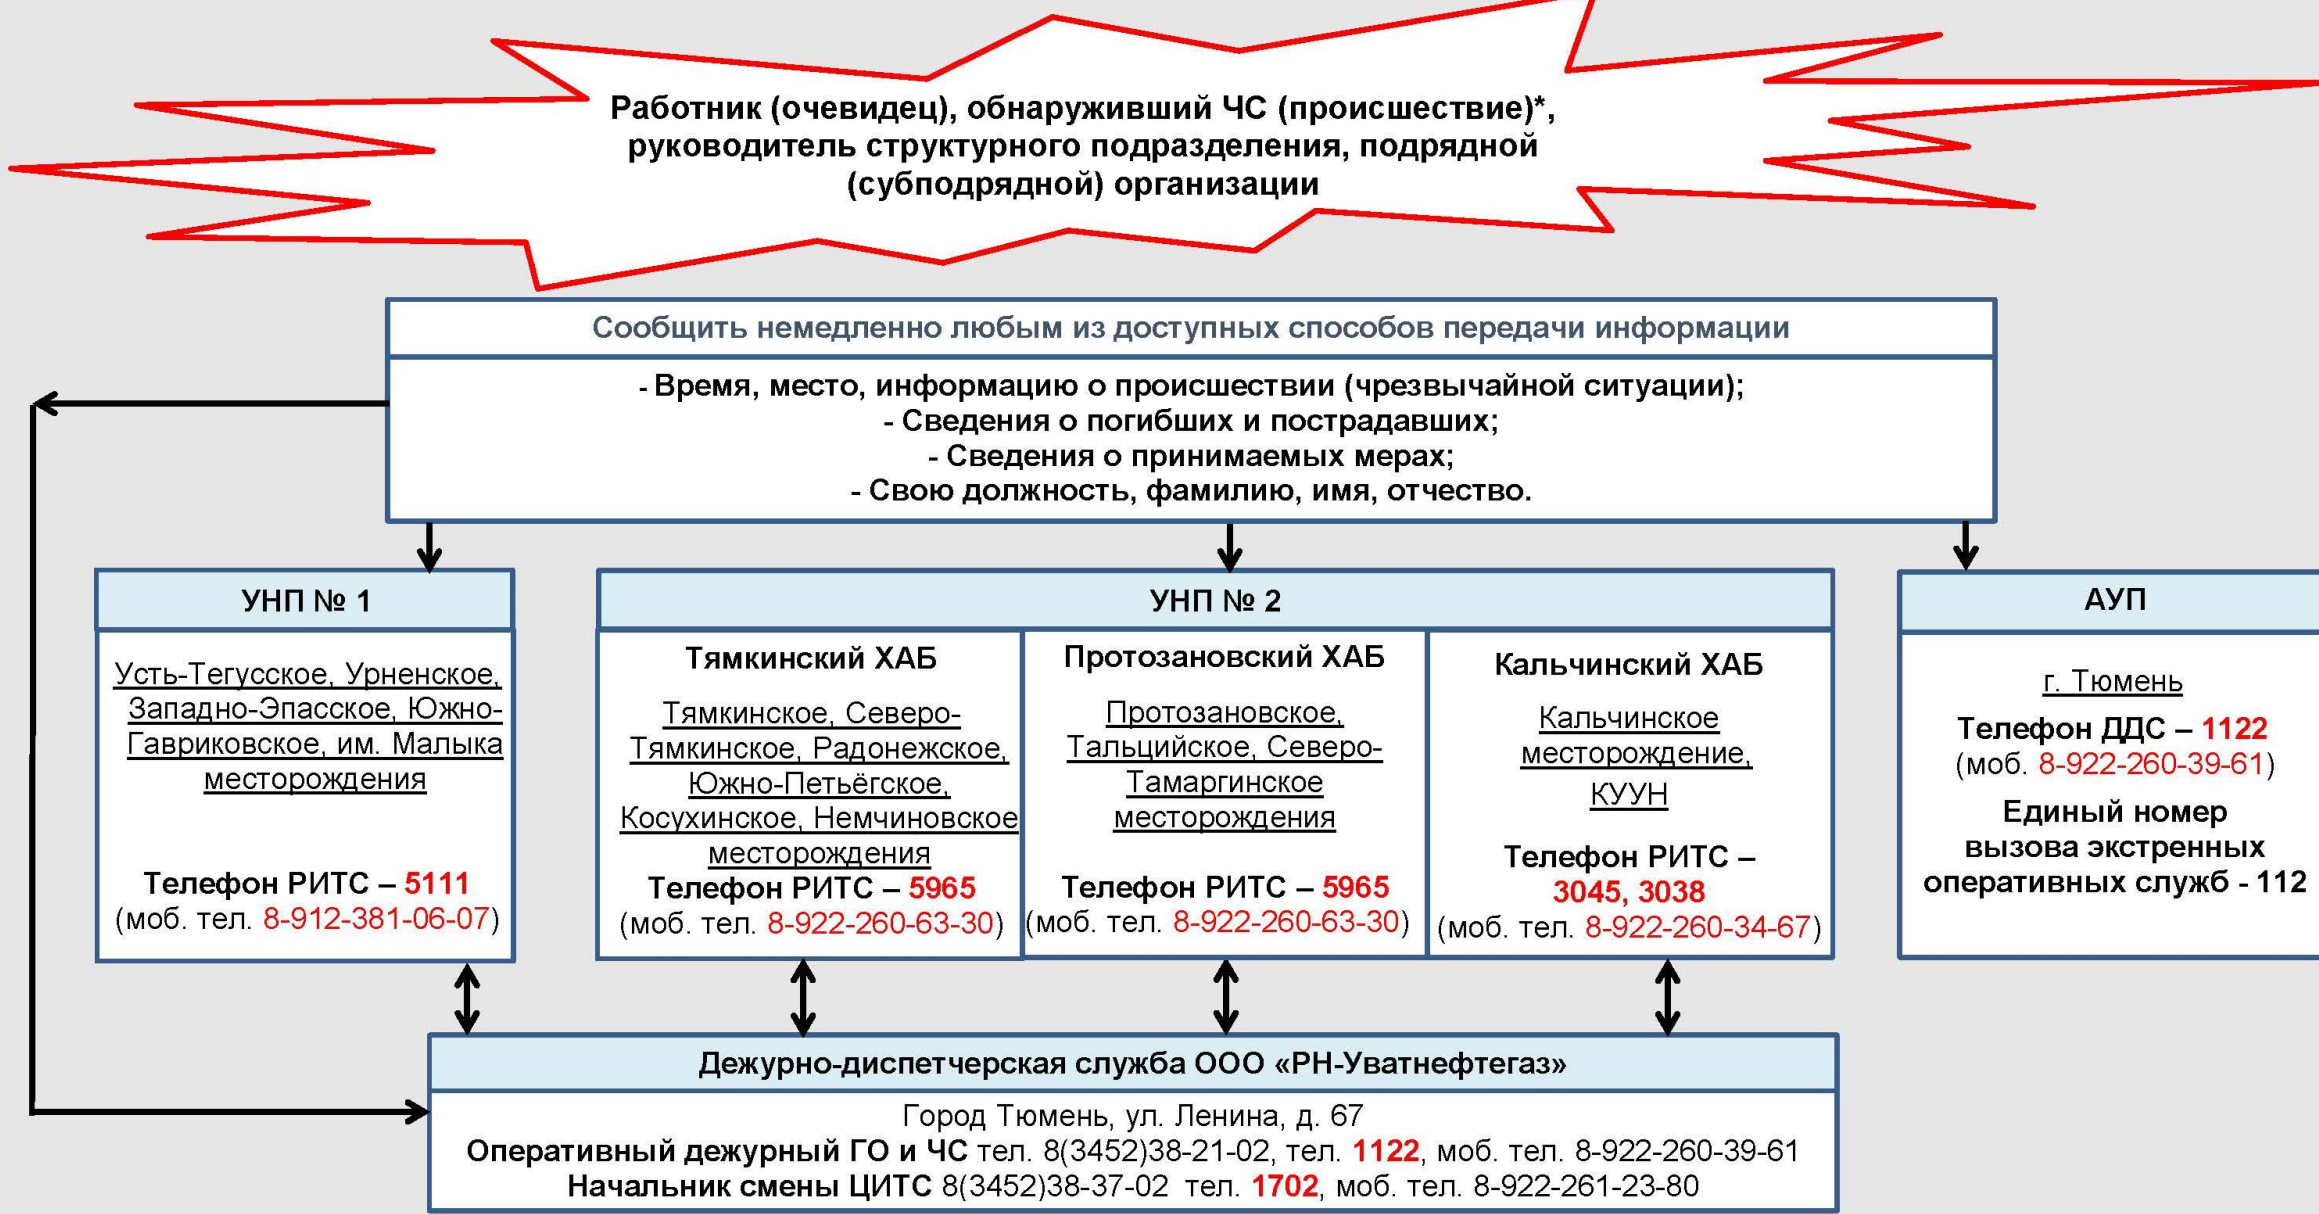 Работник (очевидец), обнаруживший ЧС (происшествие)*,
руководитель структурного подразделения, подрядной
(субподрядной) организации
Сообщить немедленно любым из доступных способов передачи информации
- Время, место, информацию о происшествии (чрезвычайной ситуации);
- Сведения о погибших и пострадавших;
- Сведения о принимаемых мерах;
- Свою должность, фамилию, имя, отчество.
УНП № 1
Усть-Тегусское, Урненское,
Западно-Эпасское, Южно-
Гавриковское, им. Малыка
месторождения
Телефон РИТС – 5111
(моб. тел. 8-912-381-06-07)
УНП № 2
Тямкинский ХАБ
Тямкинское, Северо-
Тямкинское, Радонежское,
Южно-Петьёгское,
Косухинское, Немчиновское
месторождения
Телефон РИТС – 5965
(моб. тел. 8-922-260-63-30)
Протозановский ХАБ
Протозановское,
Тальцийское, Северо-
Тамаргинское
месторождения
Телефон РИТС – 5965
(моб. тел. 8-922-260-63-30)
Кальчинский ХАБ
Кальчинское
месторождение,
КУУН
Телефон РИТС –
3045, 3038
(моб. тел. 8-922-260-34-67)
АУП
г. Тюмень
Телефон ДДС – 1122
(моб. 8-922-260-39-61)
Единый номер
вызова экстренных
оперативных служб - 112
Дежурно-диспетчерская служба ООО «РН-Уватнефтегаз»
Город Тюмень, ул. Ленина, д. 67
Оперативный дежурный ГО и ЧС тел. 8(3452)38-21-02, тел. 1122, моб. тел. 8-922-260-39-61
Начальник смены ЦИТС 8(3452)38-37-02 тел. 1702, моб. тел. 8-922-261-23-80